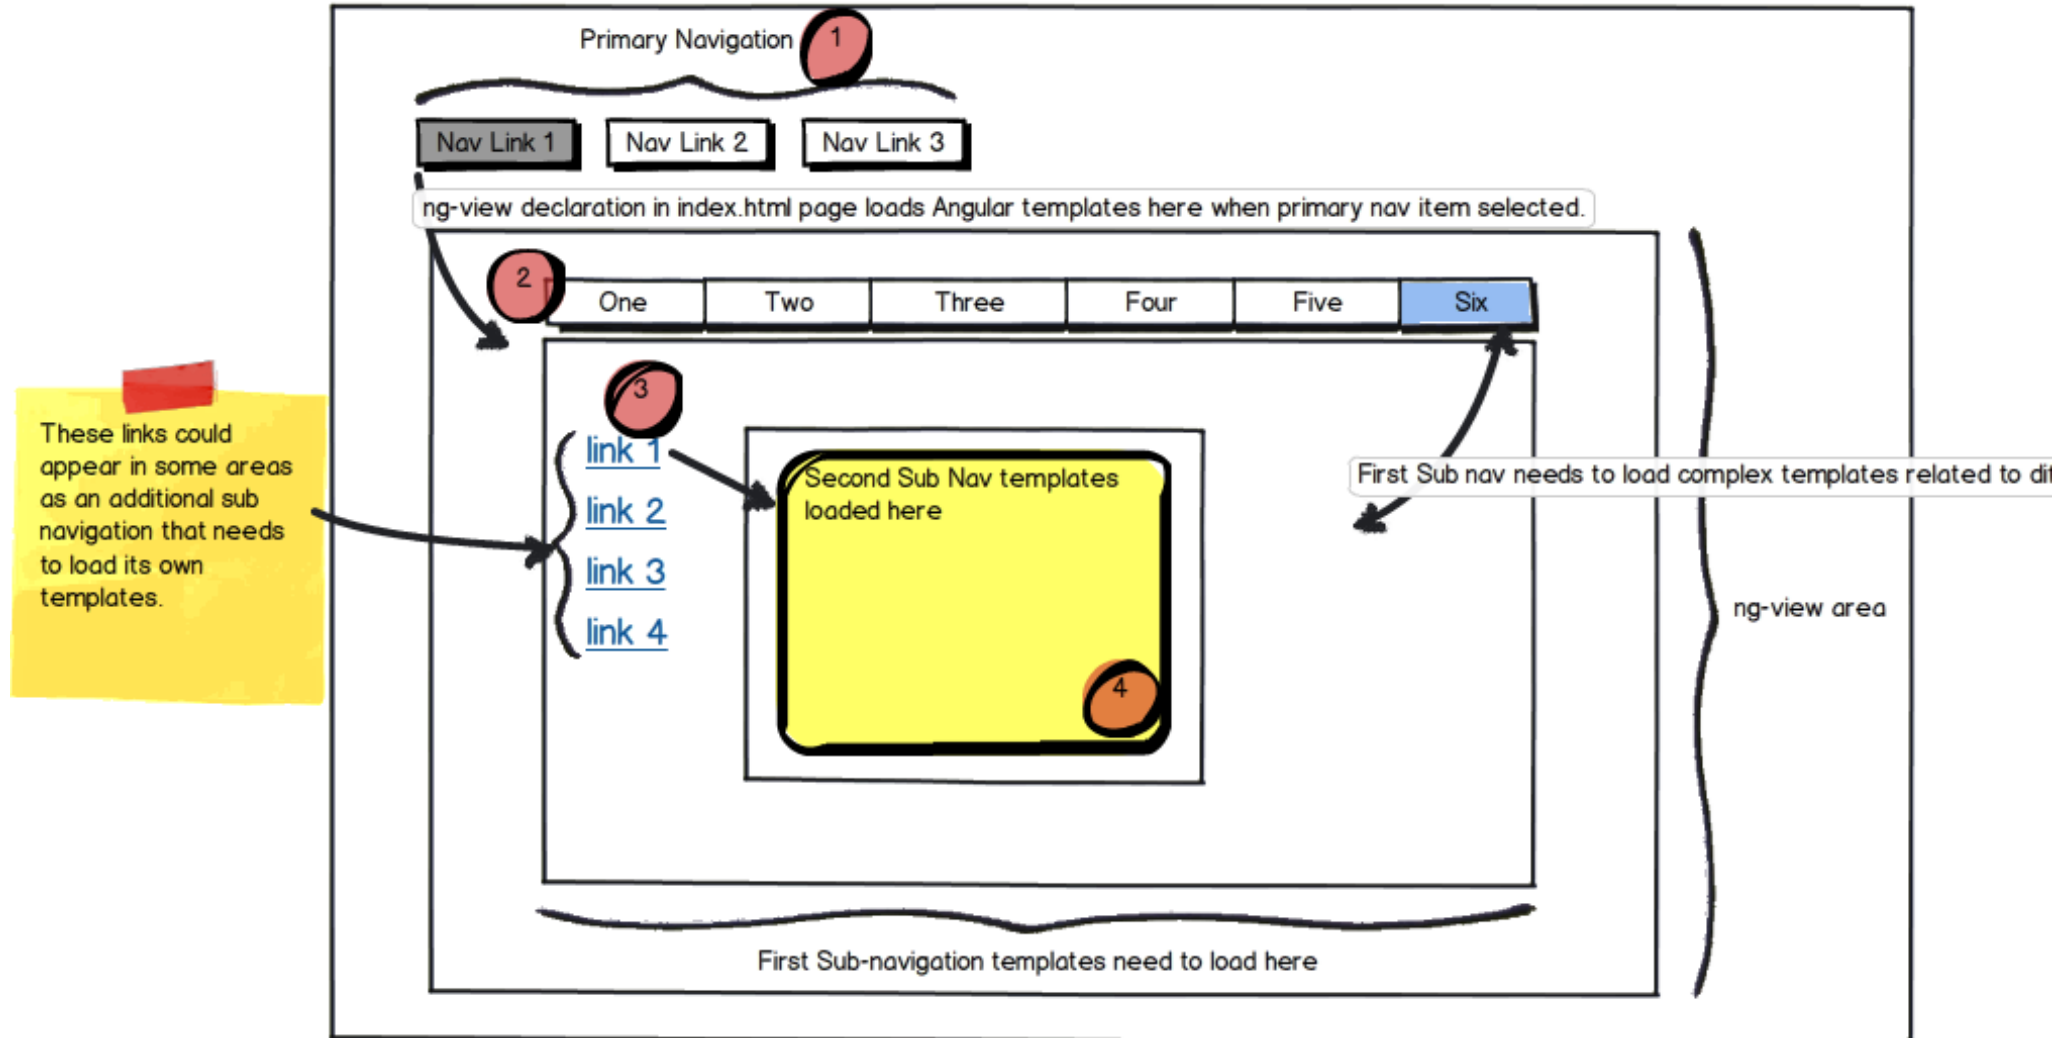 Primary Navigation
1
Nav Link 1
Nav Link 2
Nav Link 3
ng-view declaration in index.html page loads Angular templates here when primary nav item selected.
2
One
Two
Three
Four
Five
Six
3
These links could
appear in some areas
as an additional sub
navigation that needs
to load its own
templates.
link 1
link 2
link 3
link 4
Second Sub Nav templates
loaded here
4
First Sub nav needs to load complex templates related to
ng-view area
First Sub-navigation templates need to load here